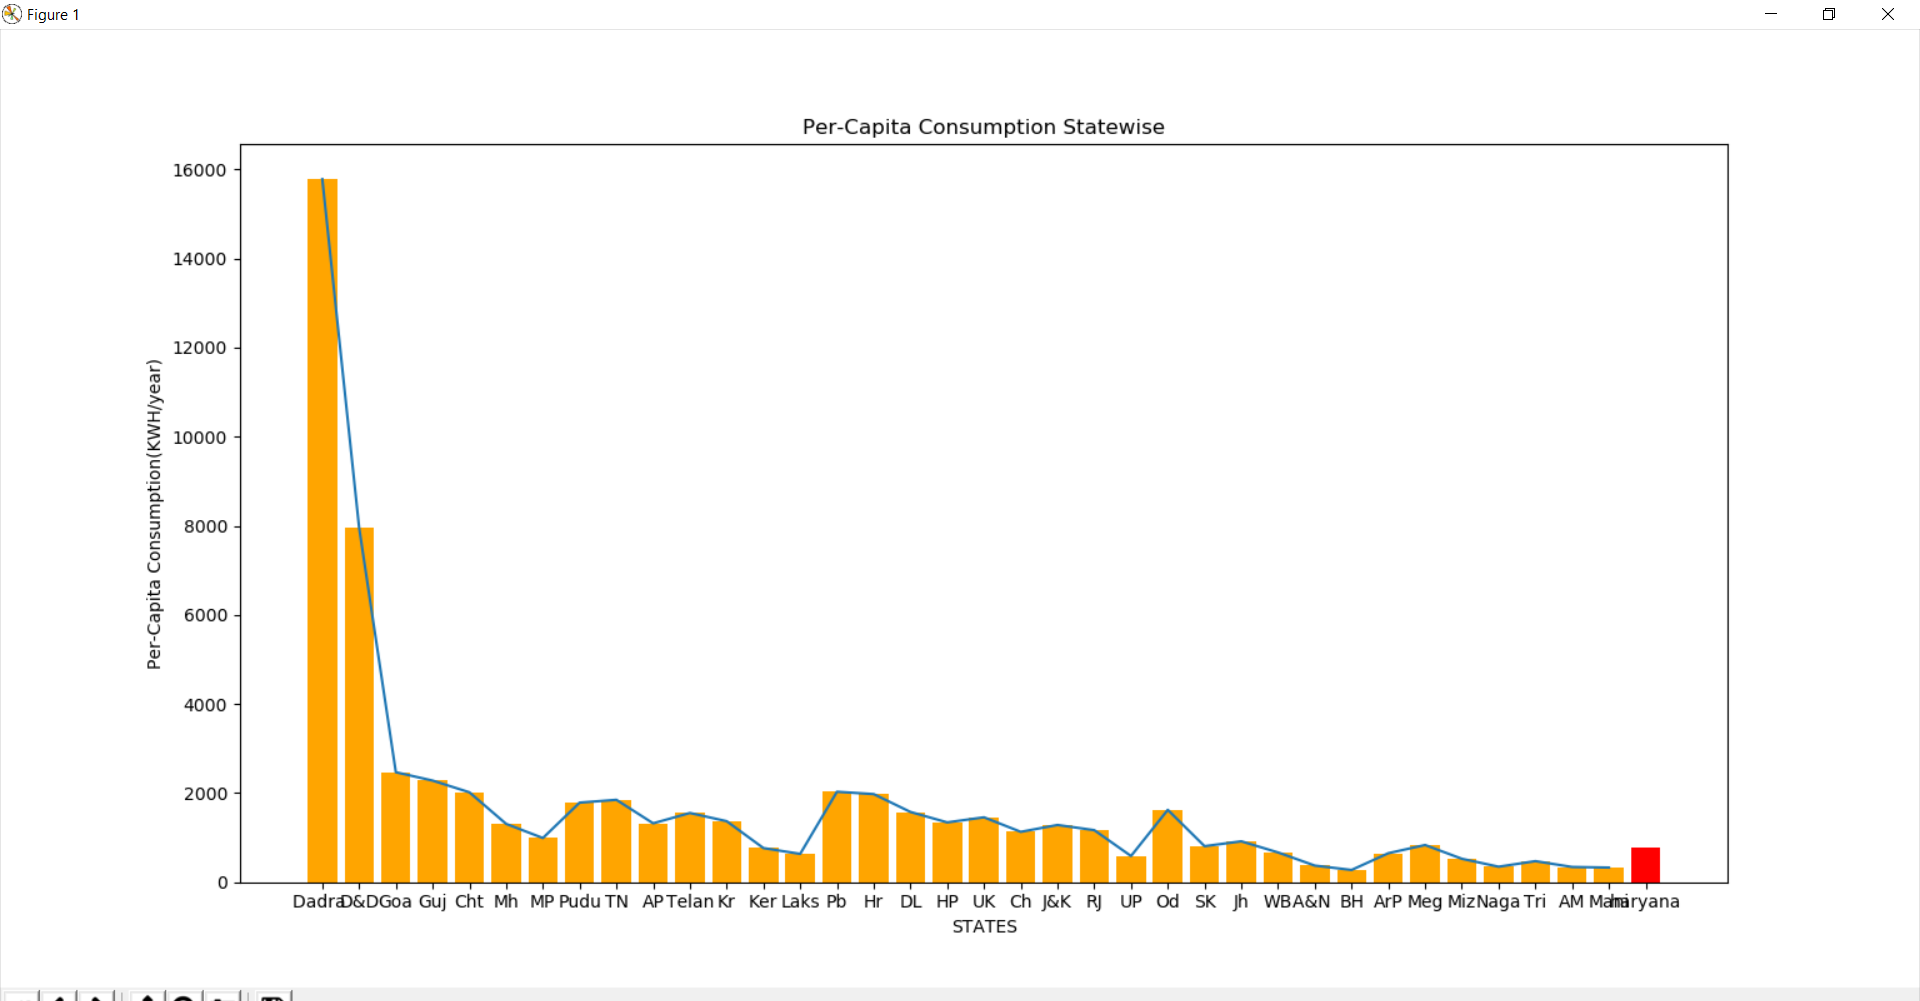 Figure 1
Per-Capita Consumption Statewise
16000
14000
12000
10000
8000
6000
4000
2000
0
Per-Capita Consumption(KWH/year)
Dadra D&D Goa Guj Cht Mh MP Pudu TN AP Telan Kr Ker Laks Pb Hr DL HP UK Ch J&K RJ UP Od SK Jh WB A&N BH ArP Meg Miz Naga Tri AM Mani haryana
STATES